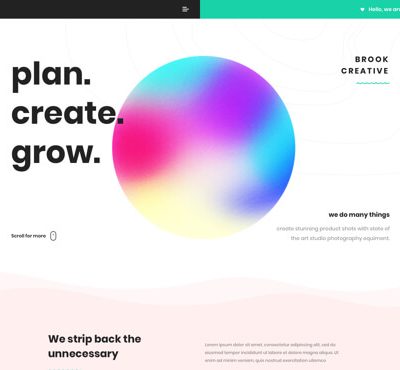 Hello, we are
plan.
create.
grow.
BROOK
CREATIVE
we do many things
create stunning product shots with state of
the art studio photography equiment.
Scroll for more
We strip back the
unnecessary
Lorem ipsum dolor sit amet, consectetur adipisicing elit, sed do
eiusmod tempor incididunt ut labore et dolore magna aliqua. Ut
enim ad minim veniam, quis nostrud exercitation ullamco